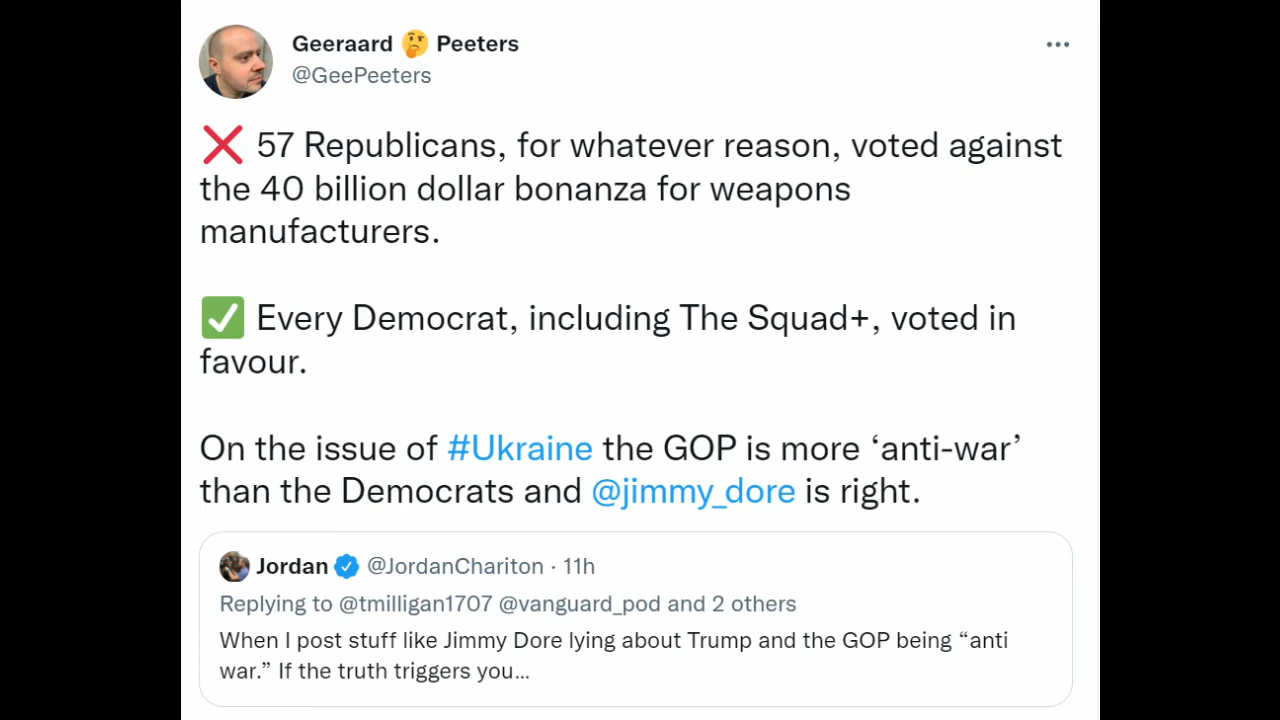 Geeraard 🤔 Peeters
@GeePeeters
❌ 57 Republicans, for whatever reason, voted against
the 40 billion dollar bonanza for weapons
manufacturers.
✅ Every Democrat, including The Squad+, voted in
favour.
On the issue of #Ukraine the GOP is more ‘anti-war’
than the Democrats and @jimmy_dore is right.
Jordan @JordanChariton · 11h
Replying to @tmilligan1707 @vanguard_pod and 2 others
When I post stuff like Jimmy Dore lying about Trump and the GOP being “anti
war.” If the truth triggers you...